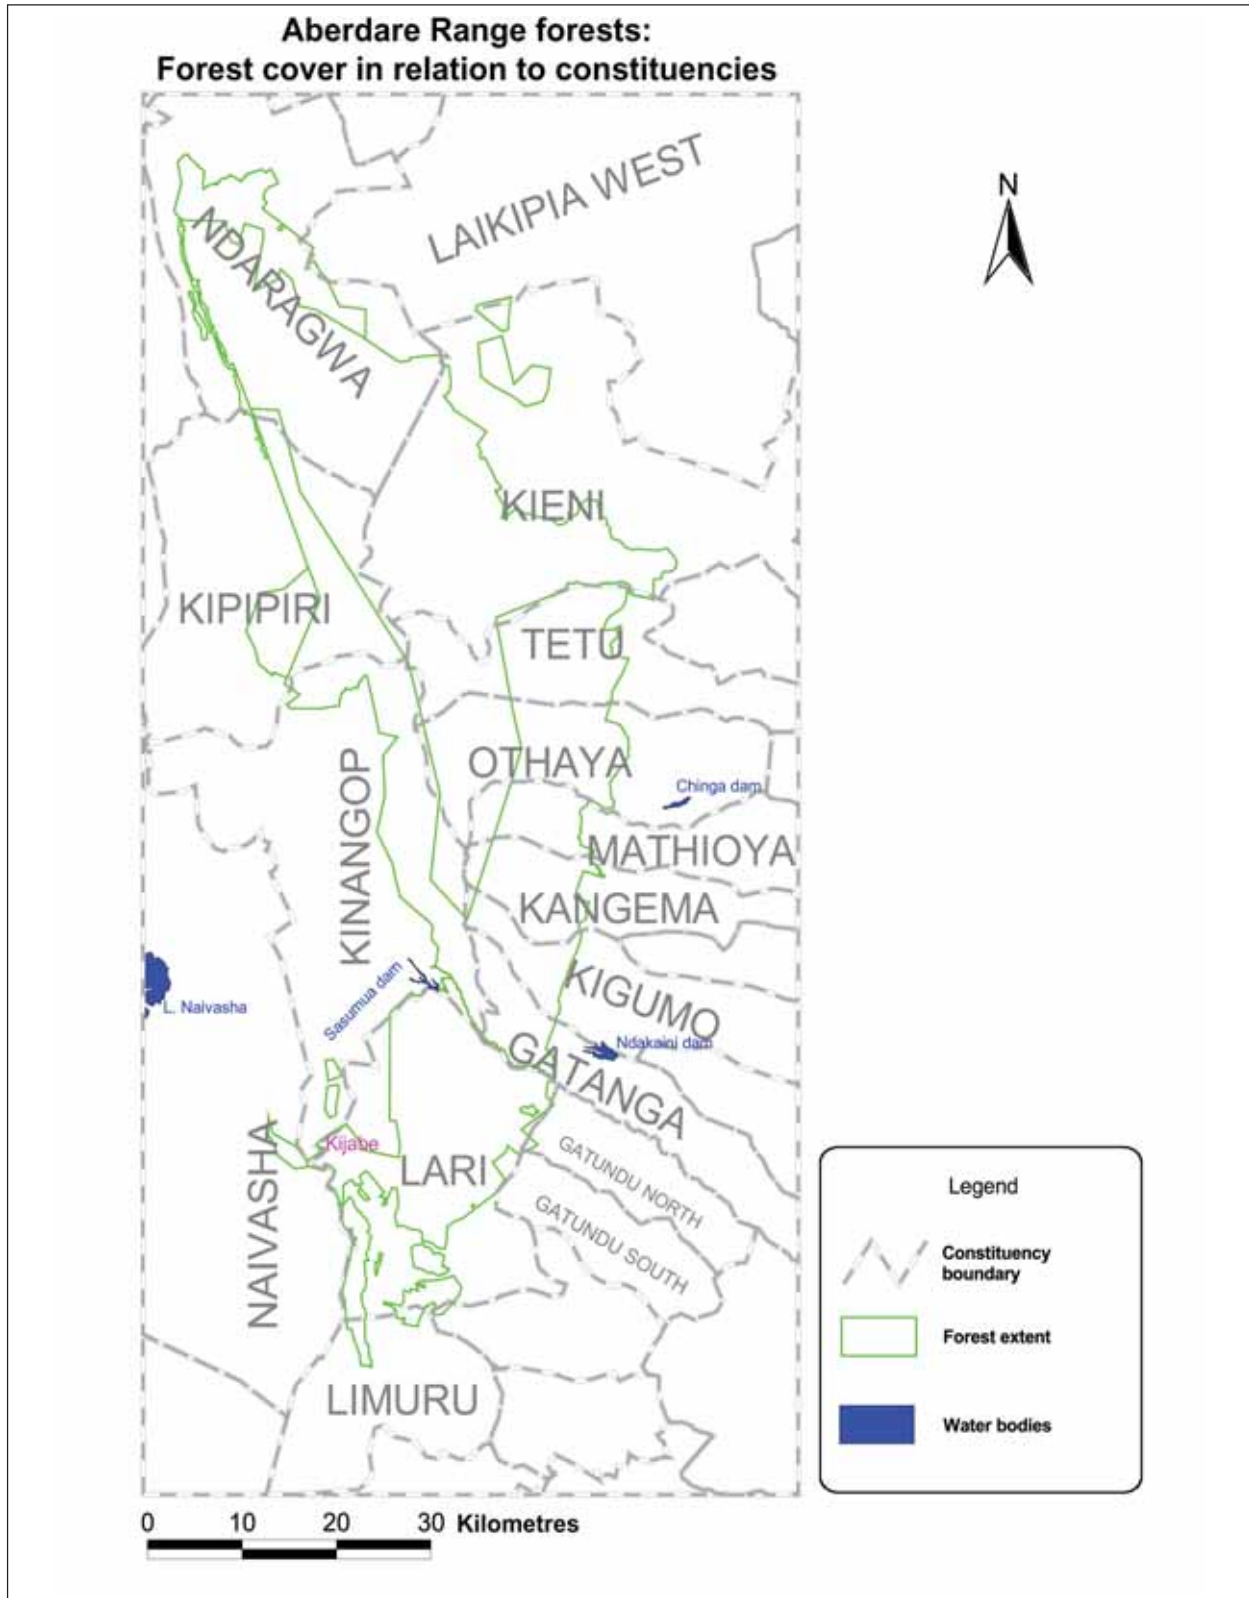 Aberdare Range forests:
Forest cover in relation to constituencies
N
LAIKIPIA WEST
NDARAGWA
KIENI
KIPIPIRI
TETU
OTHAYA
KINANGOP
Chinga dam
MATHIOYA
KANGEMA
Sasumua dam
L. Naivasha
KIGUMO
Ndakaini dam
GATANGA
Kijabe
LARI
NAIVASHA
GATUNDU NORTH
GATUNDU SOUTH
LIMURU
Legend
Constituency
boundary
Forest extent
Water bodies
0 10 20 30 Kilometres